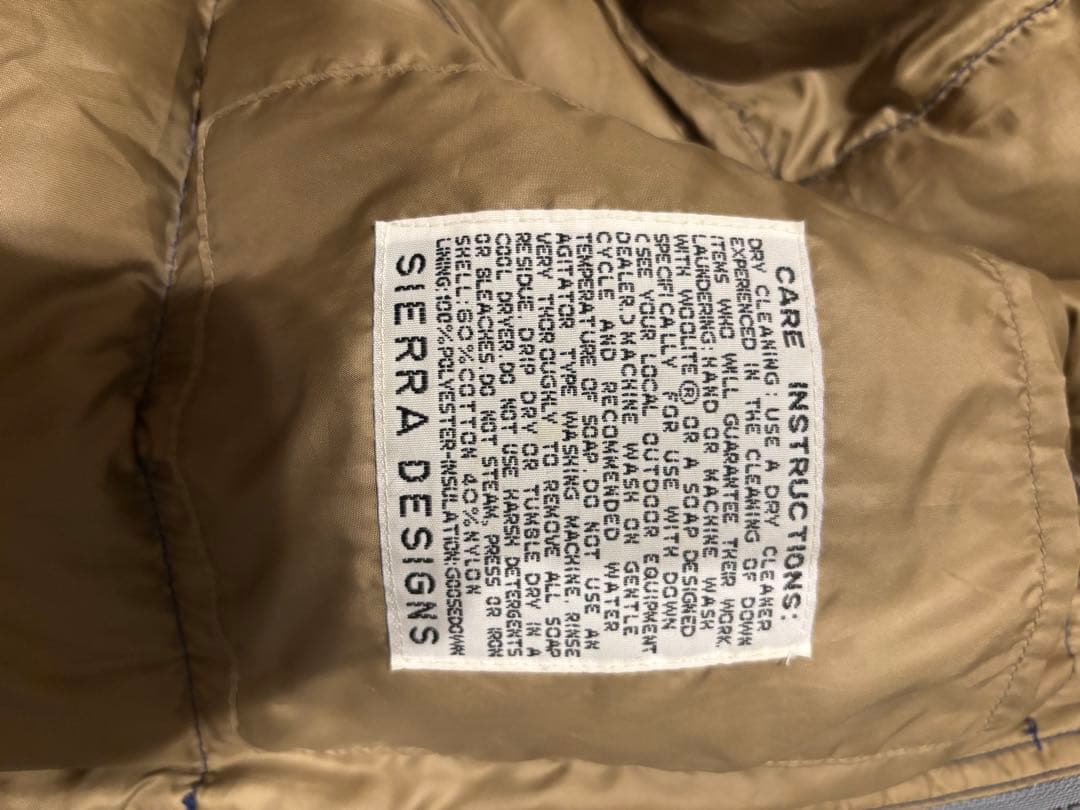 CARE INSTRUCTIONS:
DRY CLEANING: USE A DRY CLEANER
EXPERIENCED IN THE CLEANING OF DOWN
ITEMS WHO WILL GUARANTEE THEIR WORK.
LAUNDERING: HAND OR MACHINE WASH
WITH WOOLITE® OR A SOAP DESIGNED
SPECIFICALLY FOR USE WITH DOWN
(SEE YOUR LOCAL OUTDOOR EQUIPMENT
DEALER.) MACHINE WASH ON GENTLE
CYCLE AND RECOMMENDED WATER
TEMPERATURE OF SOAP. DO NOT USE AN
AGITATOR TYPE WASHING MACHINE. RINSE
VERY THOROUGHLY TO REMOVE ALL SOAP
RESIDUE. DRIP DRY OR TUMBLE DRY IN A
COOL DRYER. DO NOT USE HARSH DETERGENTS
OR BLEACHES. DO NOT STEAM, PRESS OR IRON
SHELL: 60% COTTON 40% NYLON
LINING: 100% POLYESTER-INSULATION: GOOSEDOWN
SIERRA DESIGNS